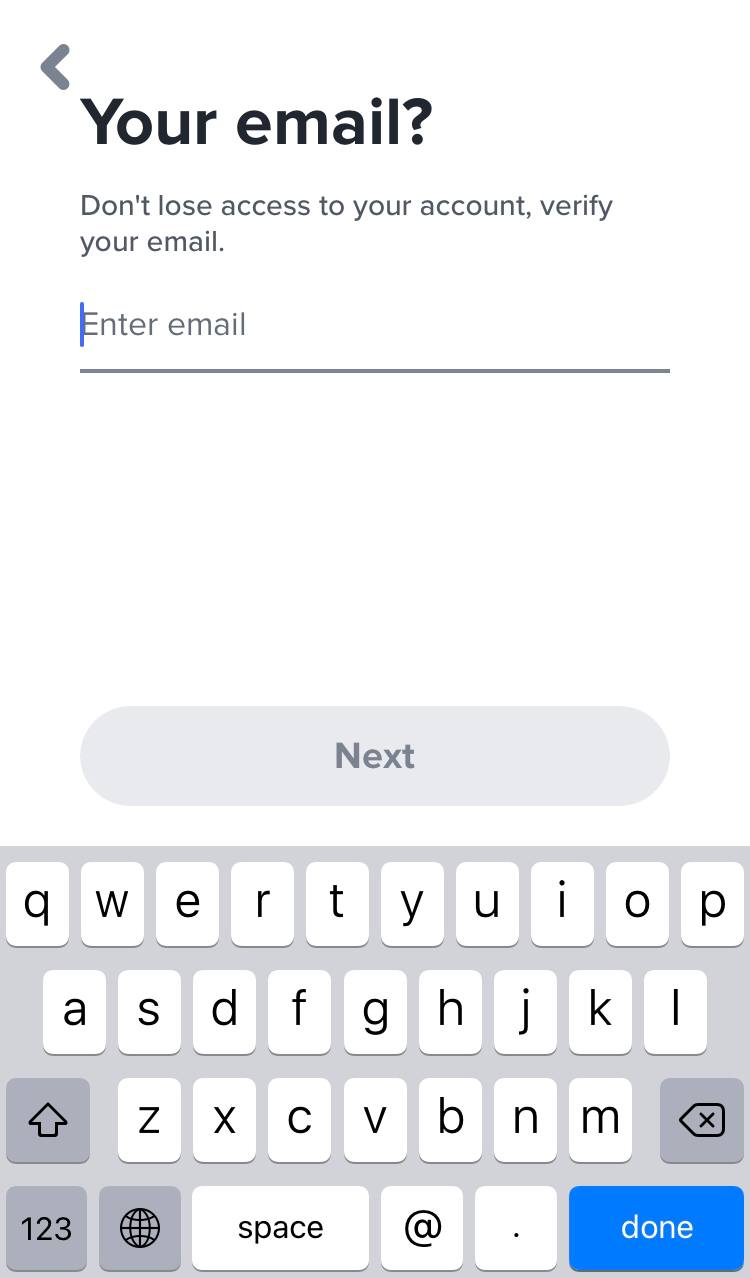 Your email?
Don't lose access to your account, verify
your email.
Enter email
Next
q w e r t y u i o p
a s d f g h j k l
z x c v b n m
123 space @ . done